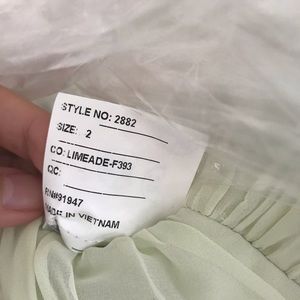 STYLE NO: 2882
SIZE: 2
CO: LIMEADE-F393
QC:
RN#91947
MADE IN VIETNAM